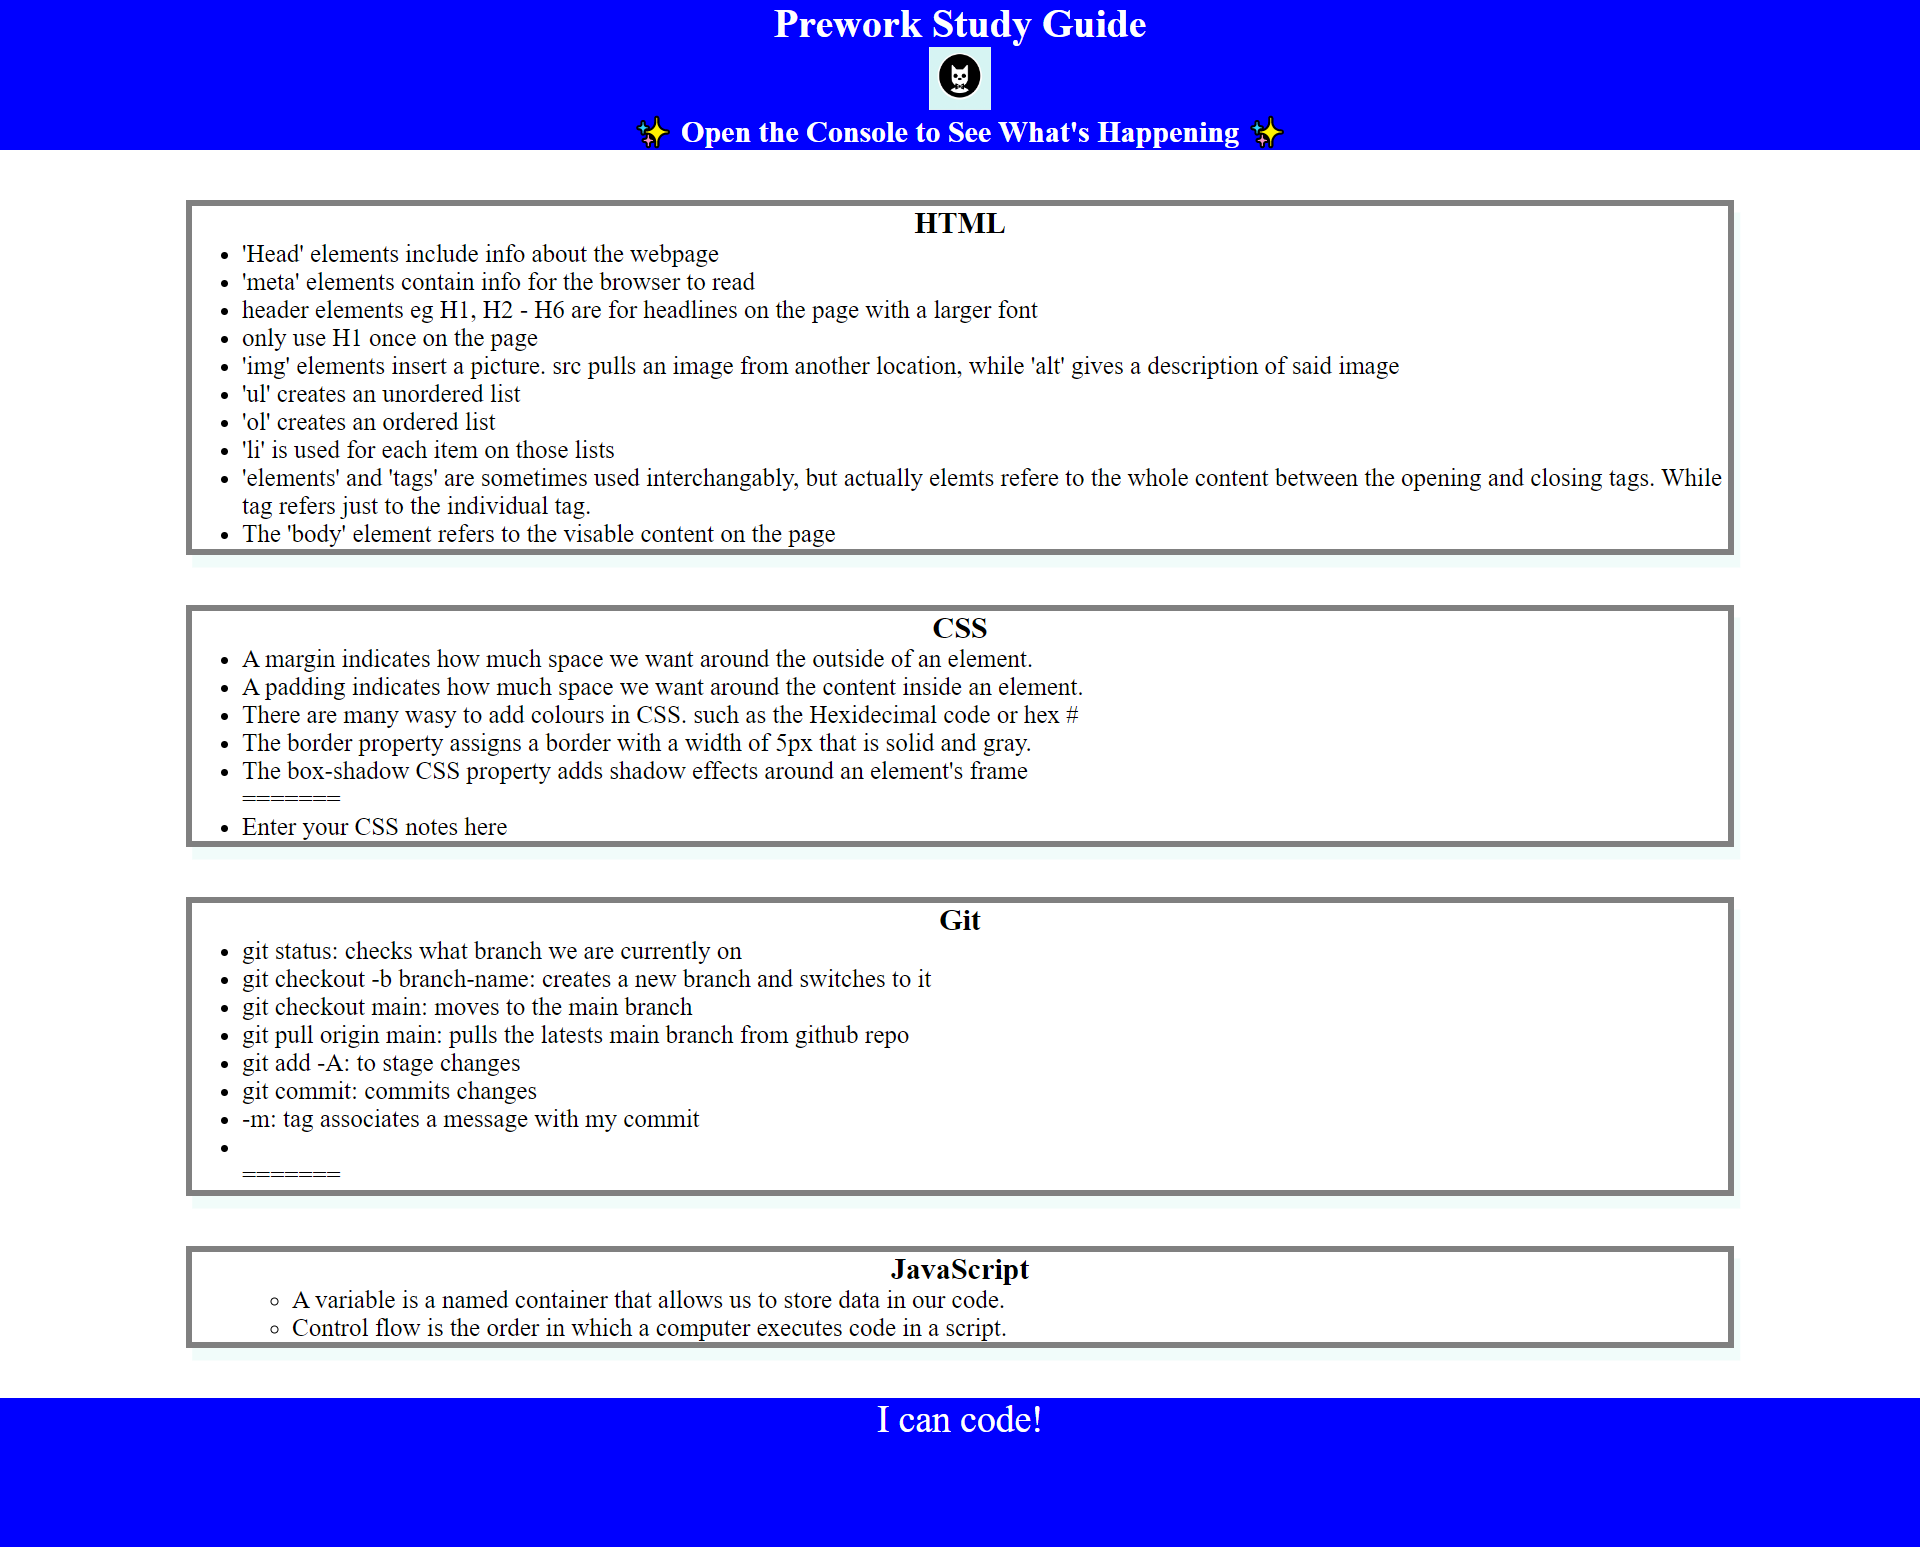 Prework Study Guide
✨ Open the Console to See What's Happening ✨
HTML
'Head' elements include info about the webpage
'meta' elements contain info for the browser to read
header elements eg H1, H2 - H6 are for headlines on the page with a larger font
only use H1 once on the page
'img' elements insert a picture. src pulls an image from another location, while 'alt' gives a description of said image
'ul' creates an unordered list
'ol' creates an ordered list
'li' is used for each item on those lists
'elements' and 'tags' are sometimes used interchangably, but actually elemts refere to the whole content between the opening and closing tags. While
tag refers just to the individual tag.
The 'body' element refers to the visable content on the page
CSS
A margin indicates how much space we want around the outside of an element.
A padding indicates how much space we want around the content inside an element.
There are many wasy to add colours in CSS. such as the Hexidecimal code or hex #
The border property assigns a border with a width of 5px that is solid and gray.
The box-shadow CSS property adds shadow effects around an element's frame
=======
Enter your CSS notes here
Git
git status: checks what branch we are currently on
git checkout -b branch-name: creates a new branch and switches to it
git checkout main: moves to the main branch
git pull origin main: pulls the latests main branch from github repo
git add -A: to stage changes
git commit: commits changes
-m: tag associates a message with my commit
=======
JavaScript
A variable is a named container that allows us to store data in our code.
Control flow is the order in which a computer executes code in a script.
I can code!